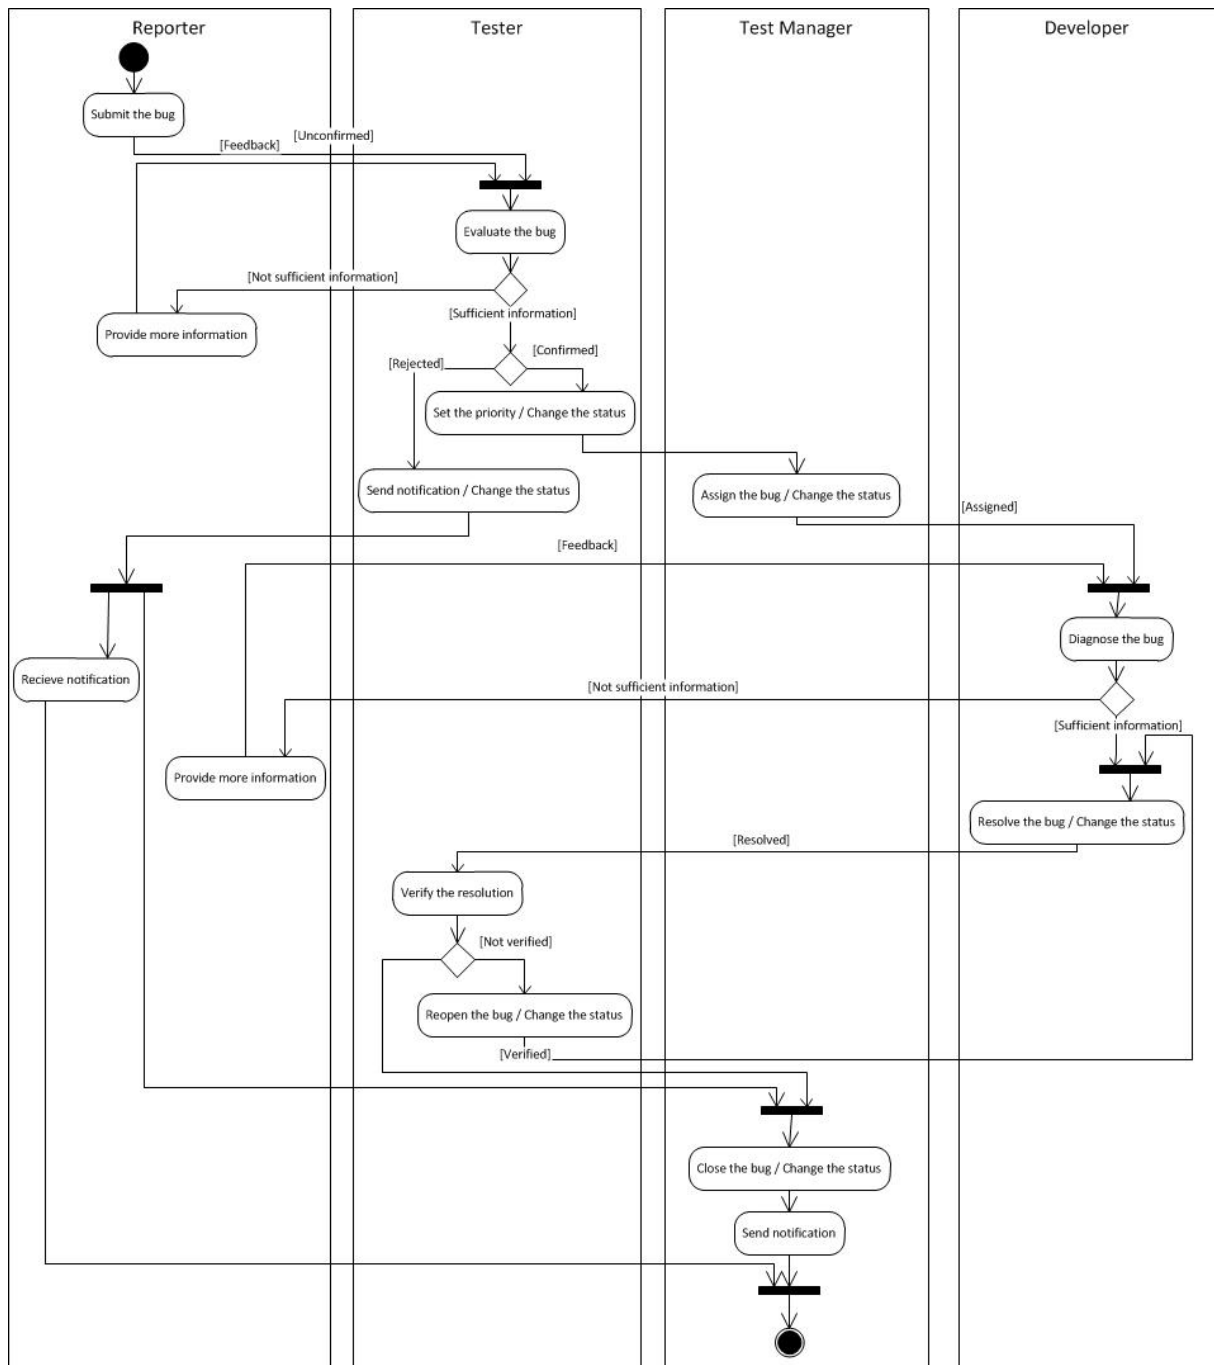 Reporter
Tester
Test Manager
Developer
Submit the bug
[Unconfirmed]
[Feedback]
Evaluate the bug
[Not sufficient information]
[Sufficient information]
Provide more information
[Confirmed]
[Rejected]
Set the priority / Change the status
Send notification / Change the status
Assign the bug / Change the status
[Assigned]
[Feedback]
Diagnose the bug
Recieve notification
[Not sufficient information]
[Sufficient information]
Provide more information
Resolve the bug / Change the status
[Resolved]
Verify the resolution
[Not verified]
Reopen the bug / Change the status
[Verified]
Close the bug / Change the status
Send notification